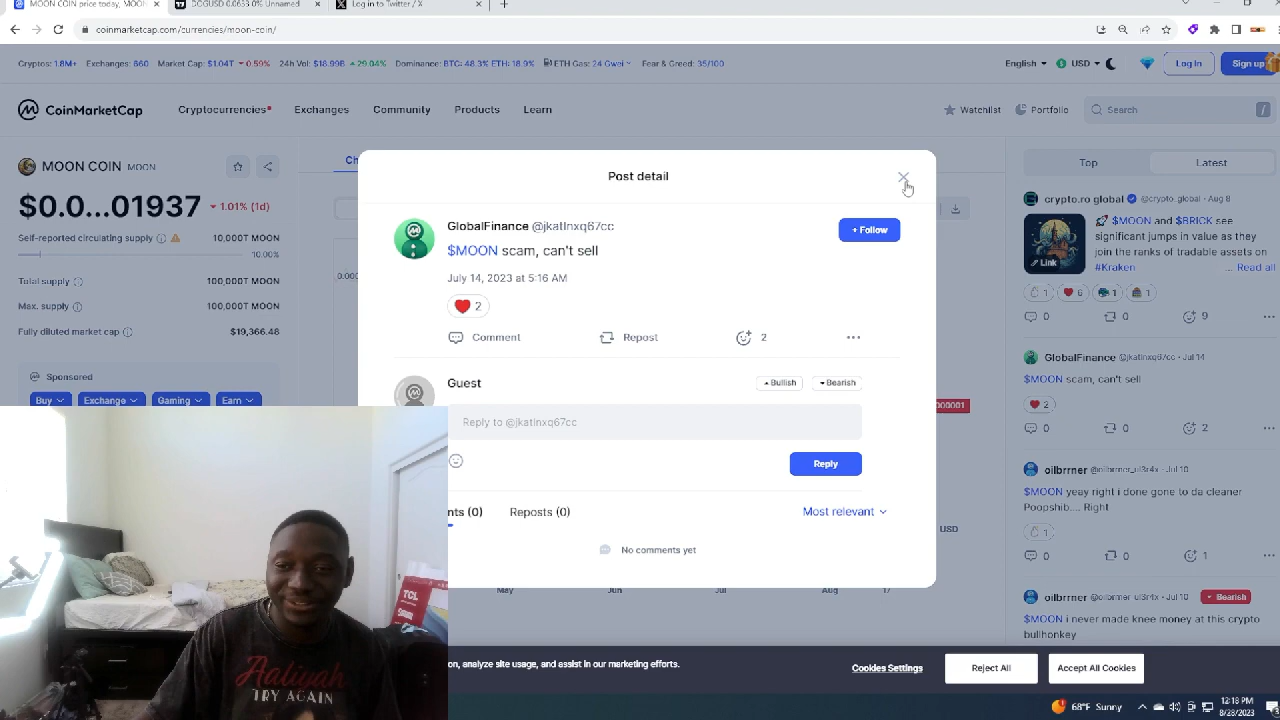 MOON COIN price today, MOON
DOGUSD 0.0633 0% Unnamed
Log in to Twitter / X
coinmarketcap.com/currencies/moon-coin/
Cryptos: 1.8M+ Exchanges: 660 Market Cap: $1.04T 0.59% 24h Vol: $18.99B 29.04% Dominance: BTC: 48.3% ETH: 18.9% ETH Gas: 24 Gwei Fear & Greed: 35/100
English USD Log In Sign up
CoinMarketCap Cryptocurrencies Exchanges Community Products Learn
Watchlist Portfolio Search /
MOON COIN MOON
$0.0...01937 1.01% (1d)
Self-reported circulating supply 10,000T MOON
10.00%
Total supply 100,000T MOON
Max. supply 100,000T MOON
Fully diluted market cap $19,366.48
Sponsored
Buy Exchange Gaming Earn
Ch
0.000
Post detail
GlobalFinance @jkatlnxq67cc
+ Follow
$MOON scam, can't sell
July 14, 2023 at 5:16 AM
2
Comment Repost 2
Guest
Bullish Bearish
Reply to @jkatlnxq67cc
Reply
nts (0) Reposts (0) Most relevant
No comments yet
000001
USD
May Jun Jul Aug 17
Top Latest
crypto.ro global @crypto_global · Aug 8
$MOON and $BRICK see
significant jumps in value as they
join the ranks of tradable assets on
#Kraken ... Read all
Link
1 6 1 1
0 0 9
GlobalFinance @jkatlnxq67cc · Jul 14
$MOON scam, can't sell
2
0 0 2
oilbrrner @oilbrrner_ul3r4x · Jul 10
$MOON yeay right i done gone to da cleaner
Poopshib.... Right
1
0 0 1
oilbrrner @oilbrrner_ul3r4x · Jul 10 Bearish
$MOON i never made knee money at this crypto
bullhonkey
on, analyze site usage, and assist in our marketing efforts.
Cookies Settings Reject All Accept All Cookies
TCL
TRY AGAIN
68°F Sunny
12:18 PM
8/28/2023